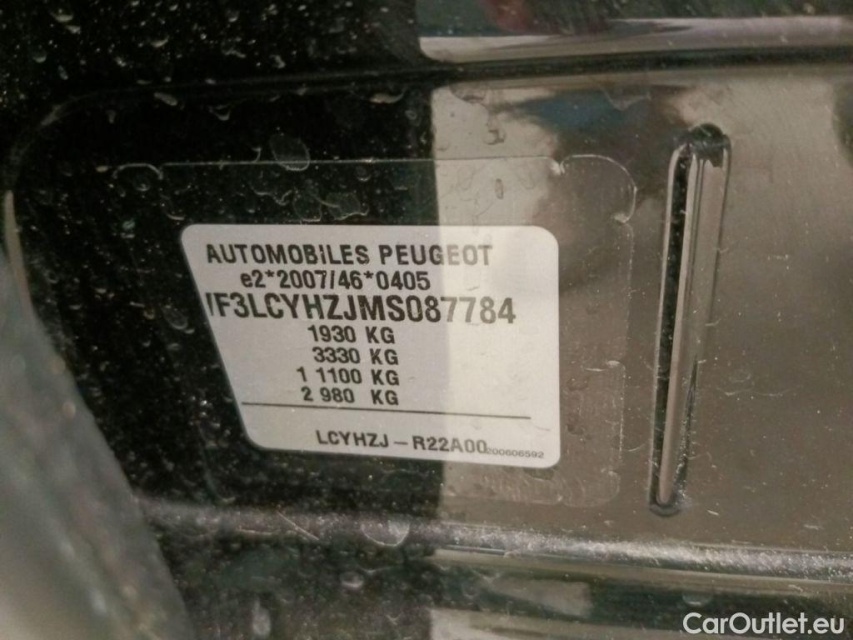 AUTOMOBILES PEUGEOT
e2*2007/46*0405
VF3LCYHZJMS087784
1930 KG
3330 KG
1 1100 KG
2 980 KG
LCYHZJ - R22A00 200606592
CarOutlet.eu